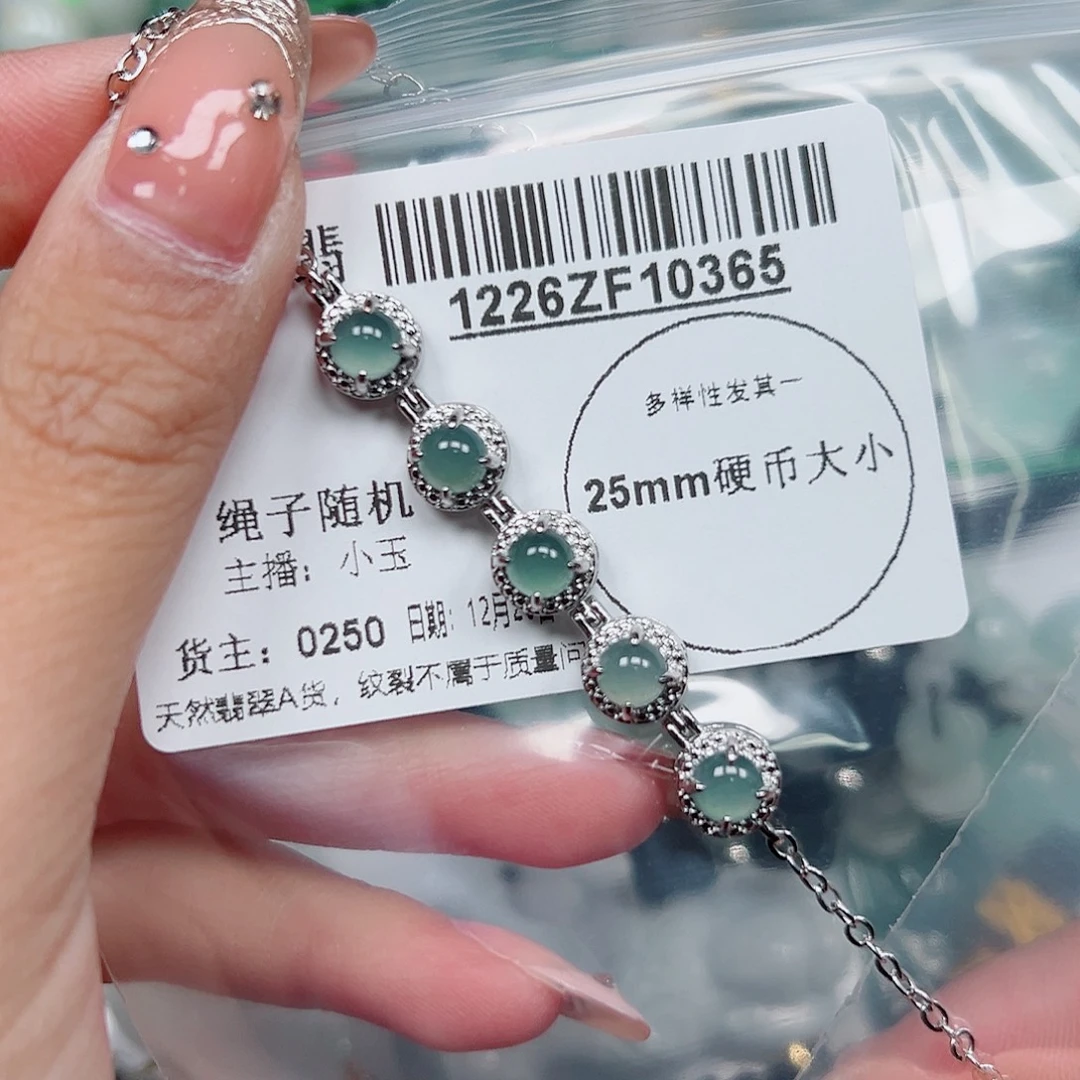 翡
1226ZF10365
多样性发其一
25mm硬币大小
绳子随机
主播：小玉
货主：0250 日期：12月
天然翡翠A货，纹裂不属于质量问